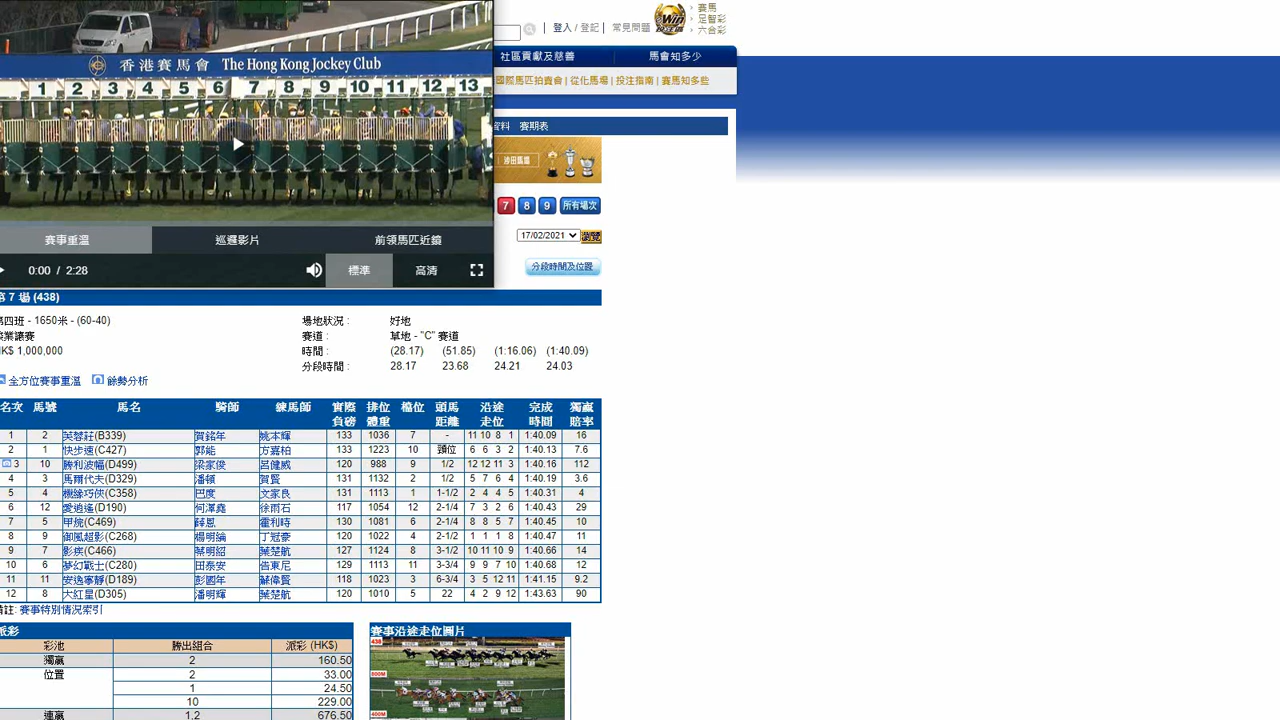 登入 / 登記 | 常見問題
賽馬
足智彩
六合彩
香港賽馬會 The Hong Kong Jockey Club
1 2 3 4 5 6 7 8 9 10 11 12 13
社區貢獻及慈善 馬會知多少
國際馬匹拍賣會 | 從化馬場 | 投注指南 | 賽馬知多些
資料 賽期表
沙田馬場
7 8 9 所有場次
17/02/2021 瀏覽
賽事重溫 巡邏影片 前領馬匹近鏡
0:00 / 2:28 標準 高清
分段時間及位置
第 7 場 (438)
第四班 - 1650米 - (60-40) 場地狀況 : 好地
讓賽 賽道 : 草地 - "C" 賽道
HK$ 1,000,000 時間 : (28.17) (51.85) (1:16.06) (1:40.09)
分段時間 : 28.17 23.68 24.21 24.03
全方位賽事重溫 餘勢分析
名次 馬號 馬名 騎師 練馬師 實際負磅 排位體重 檔位 頭馬距離 沿途走位 完成時間 獨贏賠率
1 2 芙蓉莊(B339) 賀銘年 姚本輝 133 1036 7 - 11 10 8 1 1:40.09 16
2 1 快步速(C427) 郭能 方嘉柏 133 1223 10 頭位 6 6 3 2 1:40.13 7.6
3 10 勝利波幅(D499) 梁家俊 呂健威 120 988 9 1/2 12 12 11 3 1:40.16 112
4 3 馬爾代夫(D329) 潘頓 賀賢 131 1132 2 1/2 5 7 6 4 1:40.19 3.6
5 4 機緣巧俠(C358) 巴度 文家良 131 1113 1 1-1/2 2 4 4 5 1:40.31 4
6 12 愛逍遙(D190) 何澤堯 徐雨石 117 1054 12 2-1/4 7 3 2 6 1:40.43 29
7 5 甲烷(C469) 薛恩 霍利時 130 1081 6 2-1/4 8 8 5 7 1:40.45 10
8 9 御風超影(C268) 楊明綸 丁冠豪 120 1022 4 2-1/2 1 1 1 8 1:40.47 11
9 7 影疾(C466) 蔡明紹 葉楚航 127 1124 8 3-1/2 10 11 10 9 1:40.66 14
10 6 夢幻戰士(C280) 田泰安 告東尼 129 1113 11 3-3/4 9 9 7 10 1:40.68 12
11 11 安逸寧靜(D189) 彭國年 蘇偉賢 118 1023 3 6-3/4 3 5 12 11 1:41.15 9.2
12 8 大紅星(D305) 潘明輝 葉楚航 120 1010 5 22 4 2 9 12 1:43.63 90
備註: 賽事特別情況索引
派彩 賽事沿途走位圖片
彩池 勝出組合 派彩 (HK$)
獨贏 2 160.50
位置 2 33.00
1 24.50
10 229.00
連贏 1,2 676.50
438
800M
400M